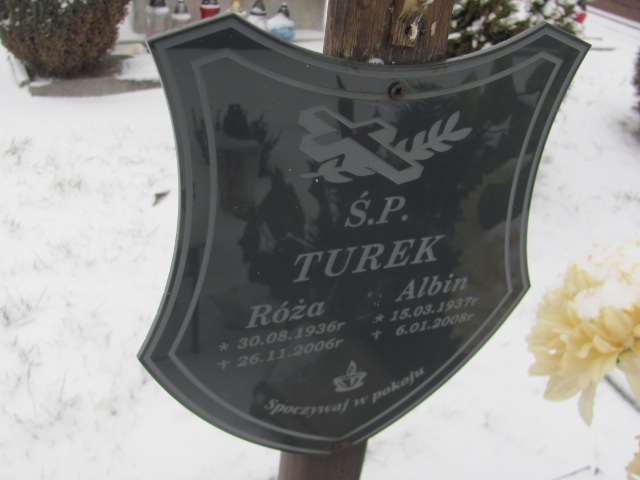 Ś.P.
TUREK
Róża
* 30.08.1936r
✝ 26.11.2006r
Albin
* 15.03.1937r
✝ 6.01.2008r
Spoczywaj w pokoju